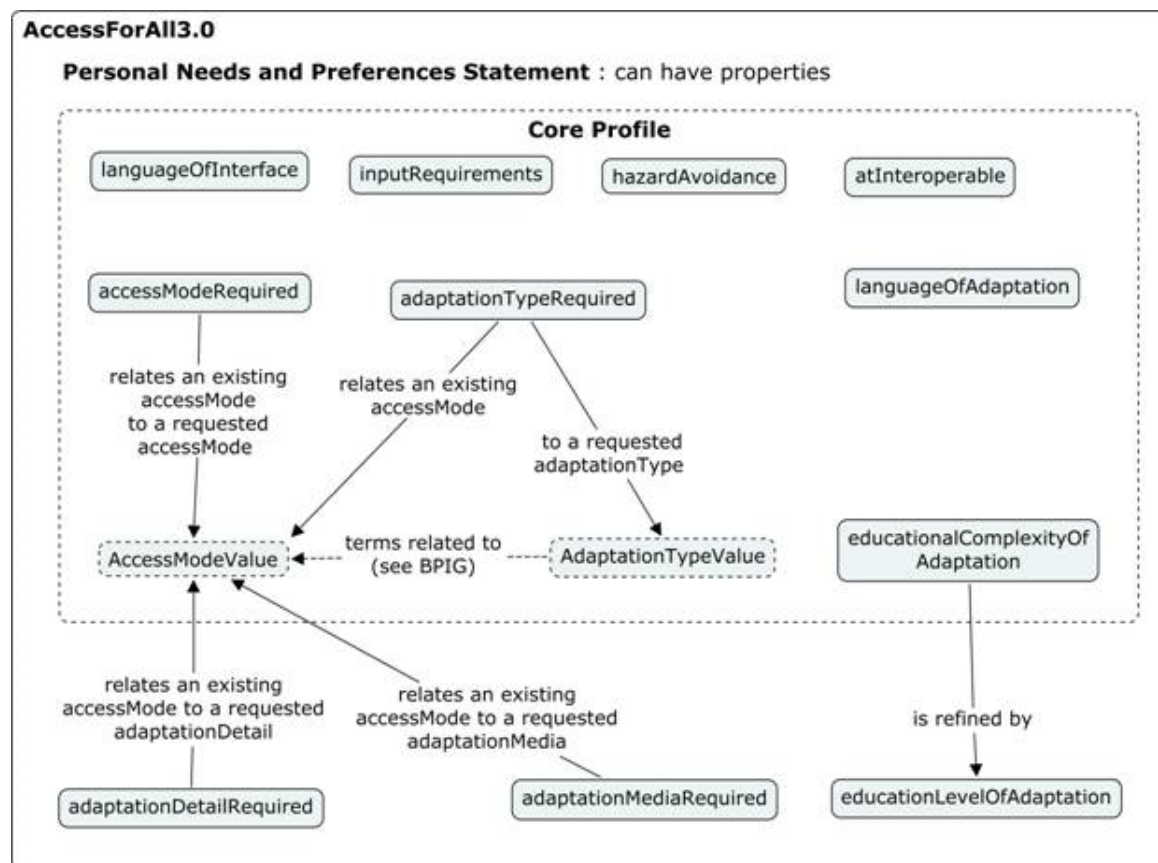 AccessForAll3.0
Personal Needs and Preferences Statement : can have properties
Core Profile
languageOfInterface
inputRequirements
hazardAvoidance
atInteroperable
accessModeRequired
adaptationTypeRequired
languageOfAdaptation
relates an existing
accessMode
to a requested
accessMode
relates an existing
accessMode
to a requested
adaptationType
AccessModeValue
terms related to
(see BPIG)
AdaptationTypeValue
educationalComplexityOf
Adaptation
relates an existing
accessMode to a requested
adaptationDetail
relates an existing
accessMode to a requested
adaptationMedia
is refined by
adaptationDetailRequired
adaptationMediaRequired
educationLevelOfAdaptation